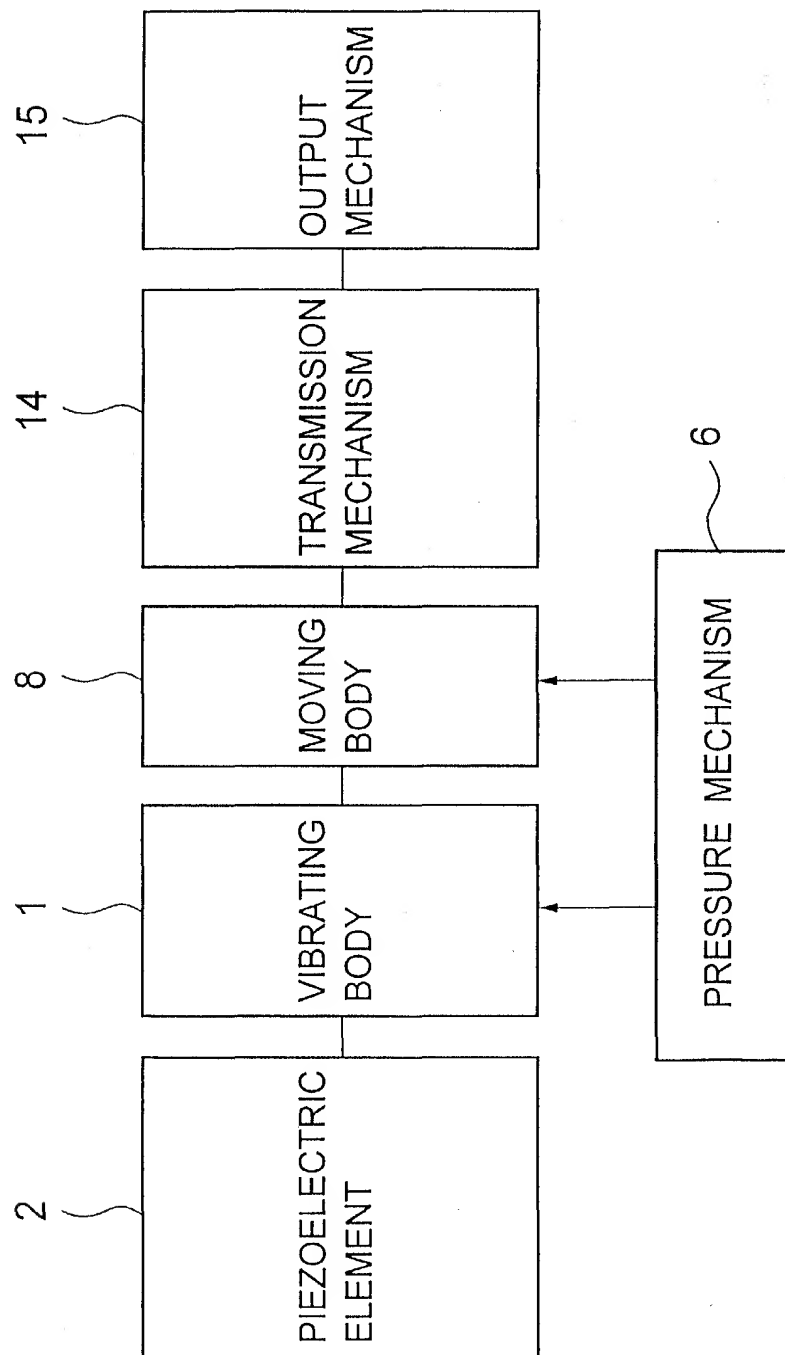 2
1
8
14
15
PIEZOELECTRIC
ELEMENT
VIBRATING
BODY
MOVING
BODY
TRANSMISSION
MECHANISM
OUTPUT
MECHANISM
6
PRESSURE MECHANISM